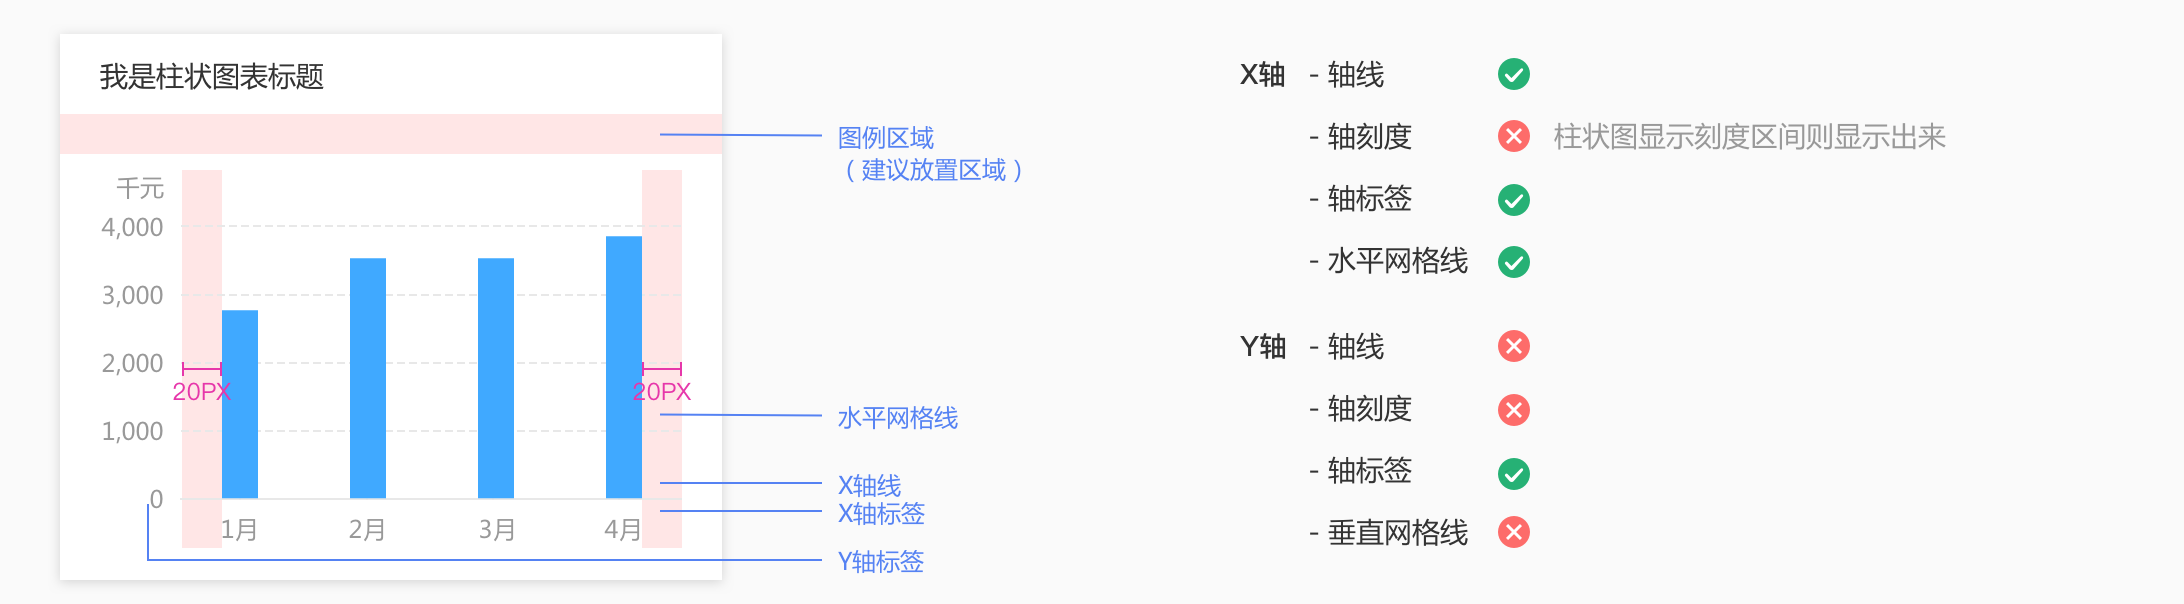 我是柱状图表标题
图例区域
（建议放置区域）
千元
4,000
3,000
2,000
20PX
20PX
1,000
水平网格线
0
X轴线
1月
2月
3月
4月
X轴标签
Y轴标签
X轴 - 轴线
- 轴刻度 柱状图显示刻度区间则显示出来
- 轴标签
- 水平网格线
Y轴 - 轴线
- 轴刻度
- 轴标签
- 垂直网格线